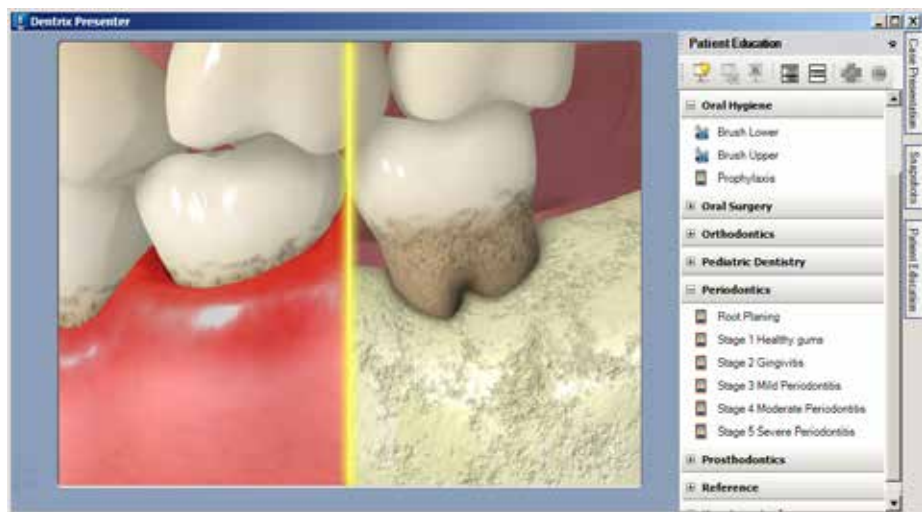 Dentrix Presenter
Patient Education
Oral Hygiene
Brush Lower
Brush Upper
Prophylaxis
Oral Surgery
Orthodontics
Pediatric Dentistry
Periodontics
Root Planing
Stage 1 Healthy gums
Stage 2 Gingivitis
Stage 3 Mild Periodontitis
Stage 4 Moderate Periodontitis
Stage 5 Severe Periodontitis
Prosthodontics
Reference
Case Presentation
Snapshots
Patient Education